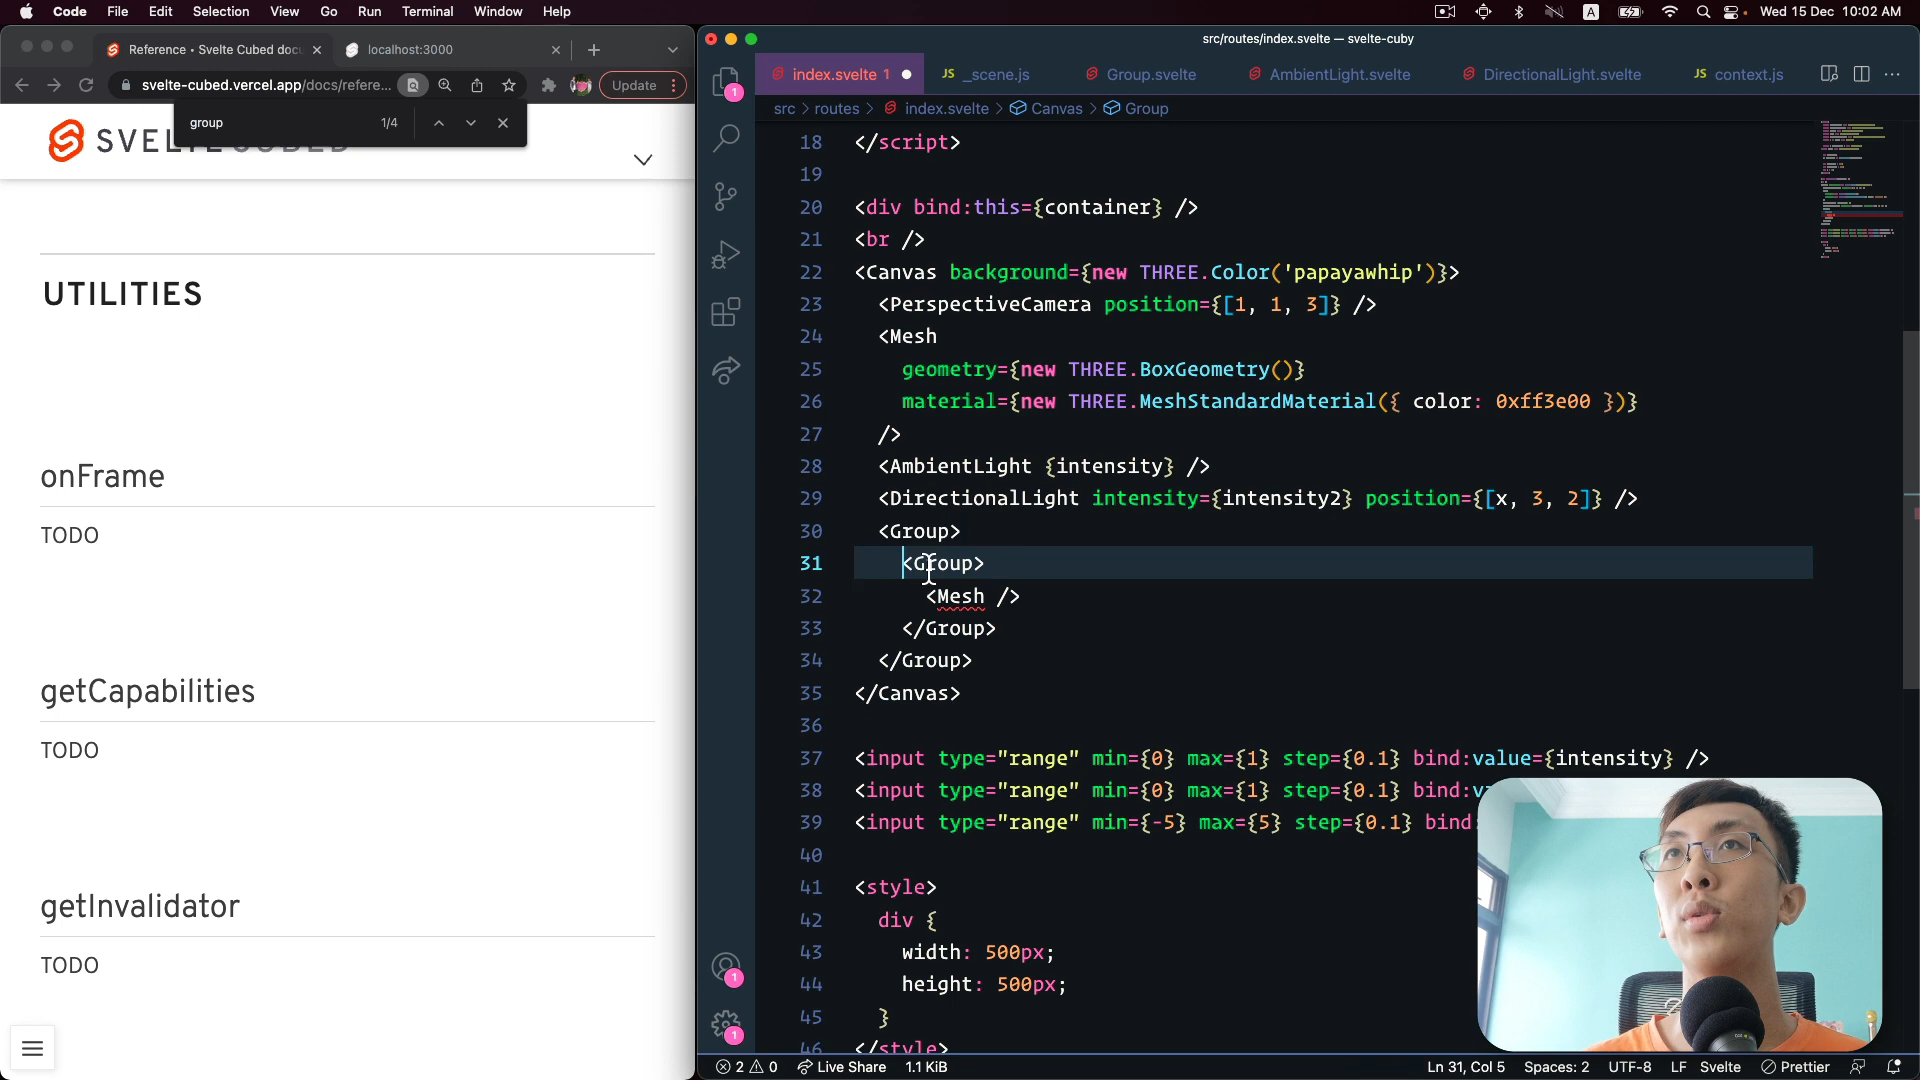 Code File Edit Selection View Go Run Terminal Window Help
A
Wed 15 Dec 10:02 AM
Reference • Svelte Cubed docu
localhost:3000
svelte-cubed.vercel.app/docs/refere...
Update
group
1/4
UTILITIES
onFrame
TODO
getCapabilities
TODO
getInvalidator
TODO
src/routes/index.svelte — svelte-cuby
index.svelte 1
JS _scene.js
Group.svelte
AmbientLight.svelte
DirectionalLight.svelte
JS context.js
src > routes > index.svelte > Canvas > Group
1
18 </script>
19
20 <div bind:this={container} />
21 <br />
22 <Canvas background={new THREE.Color('papayawhip')}>
23 <PerspectiveCamera position={[1, 1, 3]} />
24 <Mesh
25 geometry={new THREE.BoxGeometry()}
26 material={new THREE.MeshStandardMaterial({ color: 0xff3e00 })}
27 />
28 <AmbientLight {intensity} />
29 <DirectionalLight intensity={intensity2} position={[x, 3, 2]} />
30 <Group>
31 <Group>
32 <Mesh />
33 </Group>
34 </Group>
35 </Canvas>
36
37 <input type="range" min={0} max={1} step={0.1} bind:value={intensity} />
38 <input type="range" min={0} max={1} step={0.1} bind:v
39 <input type="range" min={-5} max={5} step={0.1} bind:
40
41 <style>
42 div {
43 width: 500px;
44 height: 500px;
45 }
46 </style>
1
1
2 0 Live Share 1.1 KiB
Ln 31, Col 5 Spaces: 2 UTF-8 LF Svelte Prettier